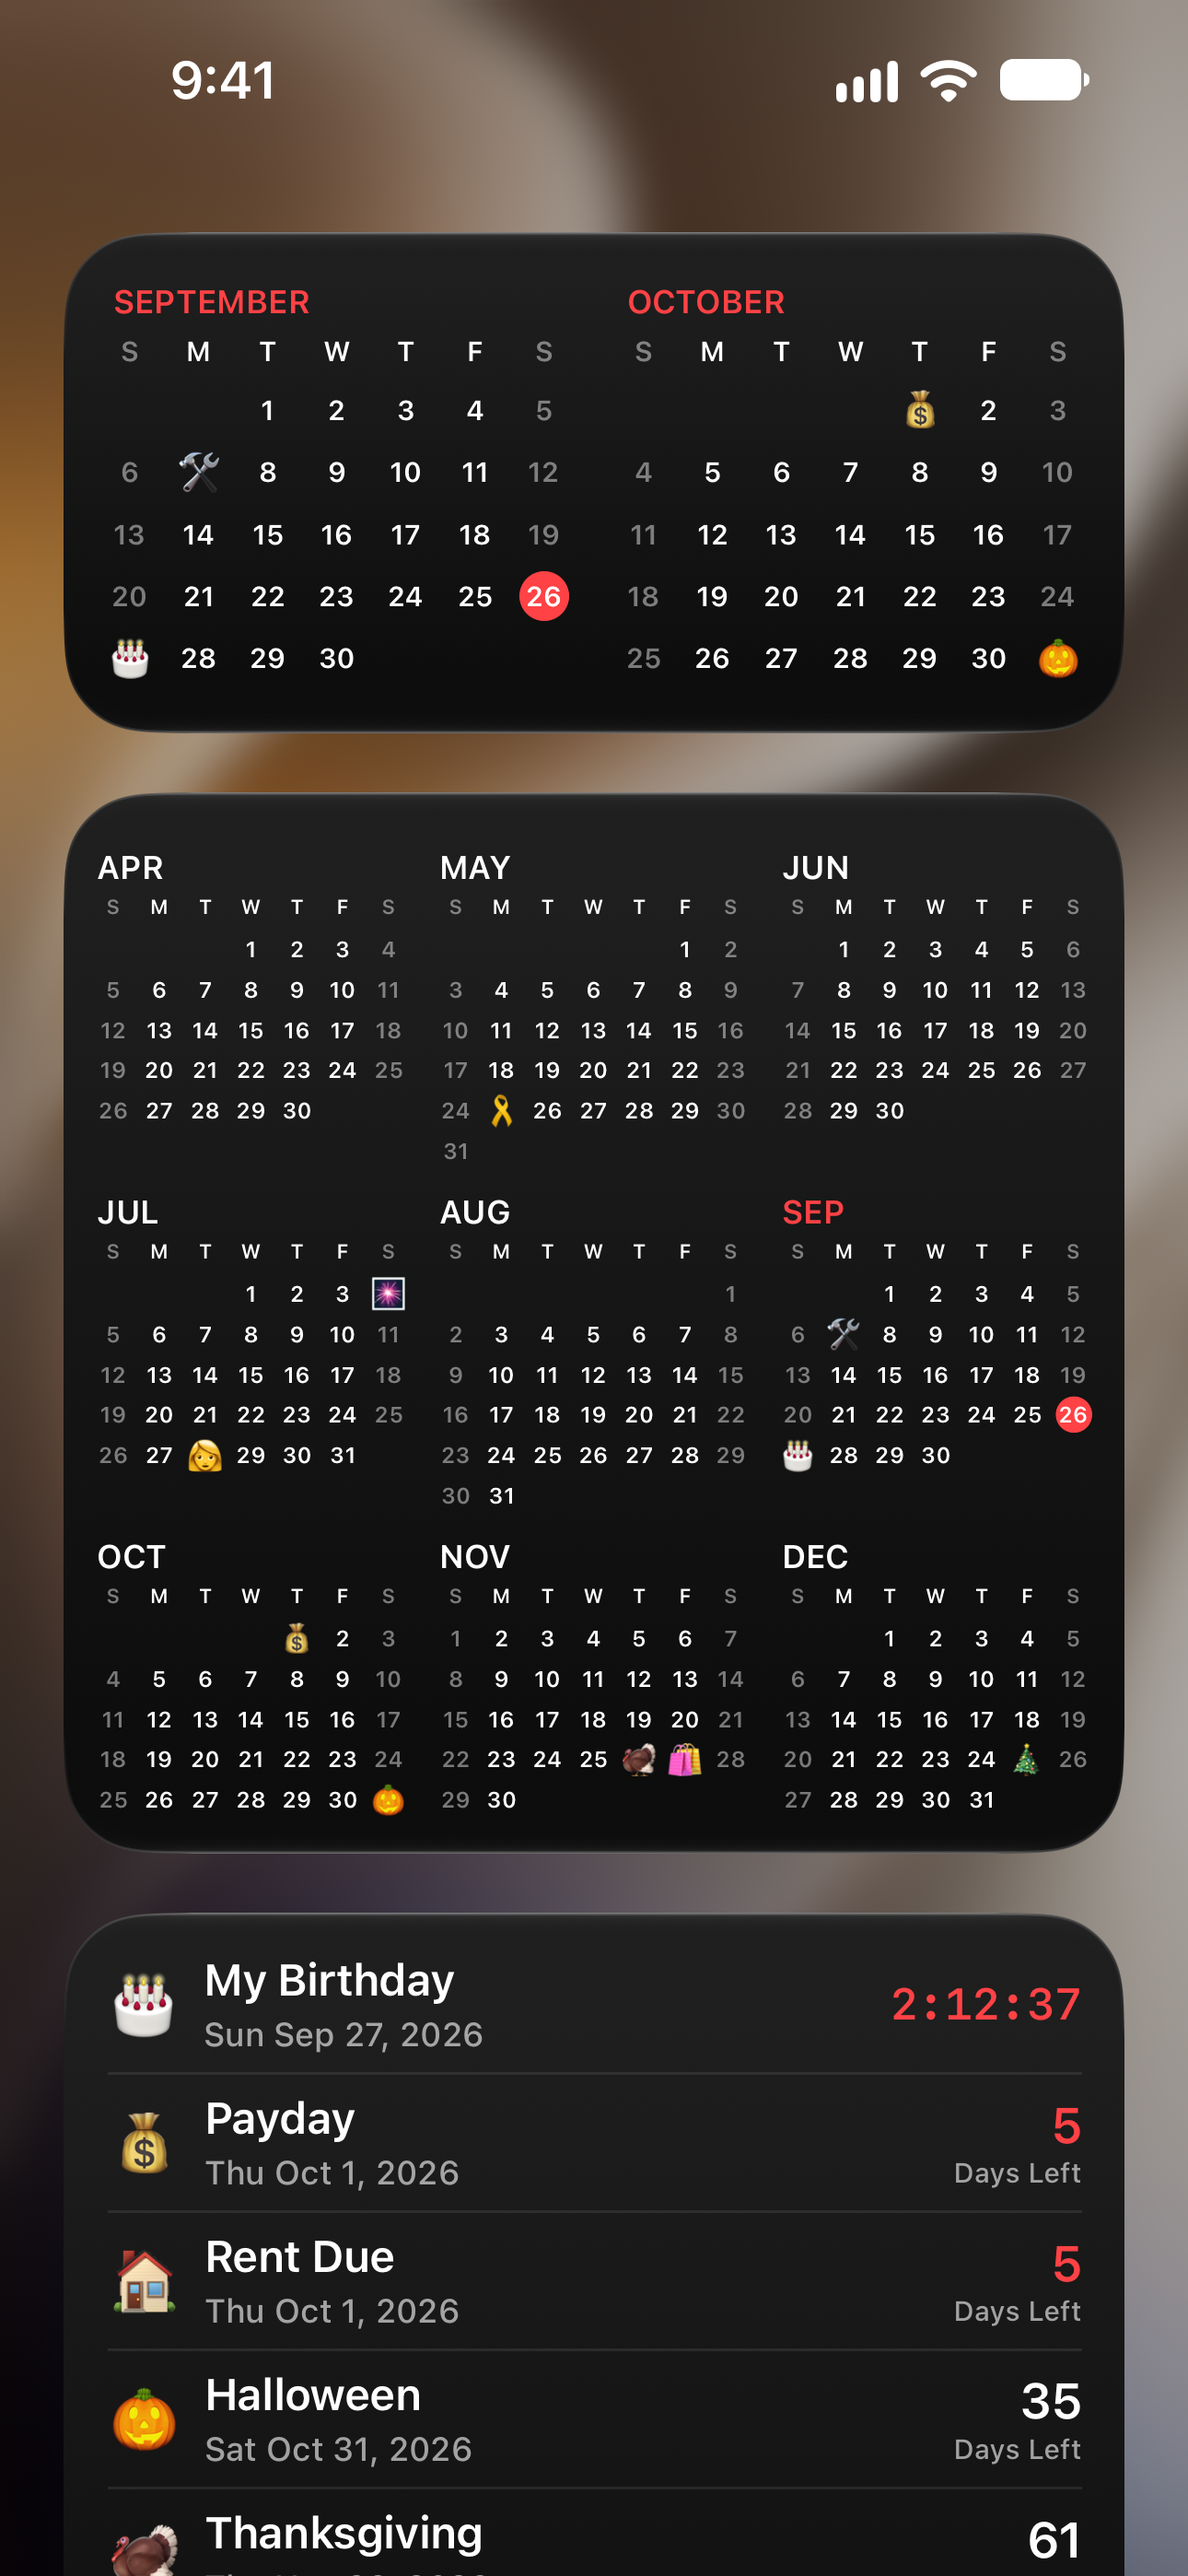 9:41
SEPTEMBER OCTOBER
S M T W T F S S M T W T F S
1 2 3 4 5 2 3
6 8 9 10 11 12 4 5 6 7 8 9 10
13 14 15 16 17 18 19 11 12 13 14 15 16 17
20 21 22 23 24 25 26 18 19 20 21 22 23 24
28 29 30 25 26 27 28 29 30
APR MAY JUN
S M T W T F S S M T W T F S S M T W T F S
1 2 3 4 1 2 1 2 3 4 5 6
5 6 7 8 9 10 11 3 4 5 6 7 8 9 7 8 9 10 11 12 13
12 13 14 15 16 17 18 10 11 12 13 14 15 16 14 15 16 17 18 19 20
19 20 21 22 23 24 25 17 18 19 20 21 22 23 21 22 23 24 25 26 27
26 27 28 29 30 24 26 27 28 29 30 28 29 30
31
JUL AUG SEP
S M T W T F S S M T W T F S S M T W T F S
1 2 3 1 1 2 3 4 5
5 6 7 8 9 10 11 2 3 4 5 6 7 8 6 8 9 10 11 12
12 13 14 15 16 17 18 9 10 11 12 13 14 15 13 14 15 16 17 18 19
19 20 21 22 23 24 25 16 17 18 19 20 21 22 20 21 22 23 24 25 26
26 27 29 30 31 23 24 25 26 27 28 29 28 29 30
30 31
OCT NOV DEC
S M T W T F S S M T W T F S S M T W T F S
2 3 1 2 3 4 5 6 7 1 2 3 4 5
4 5 6 7 8 9 10 8 9 10 11 12 13 14 6 7 8 9 10 11 12
11 12 13 14 15 16 17 15 16 17 18 19 20 21 13 14 15 16 17 18 19
18 19 20 21 22 23 24 22 23 24 25 28 20 21 22 23 24 26
25 26 27 28 29 30 29 30 27 28 29 30 31
My Birthday
Sun Sep 27, 2026
2:12:37
Payday
Thu Oct 1, 2026
5
Days Left
Rent Due
Thu Oct 1, 2026
5
Days Left
Halloween
Sat Oct 31, 2026
35
Days Left
Thanksgiving
61